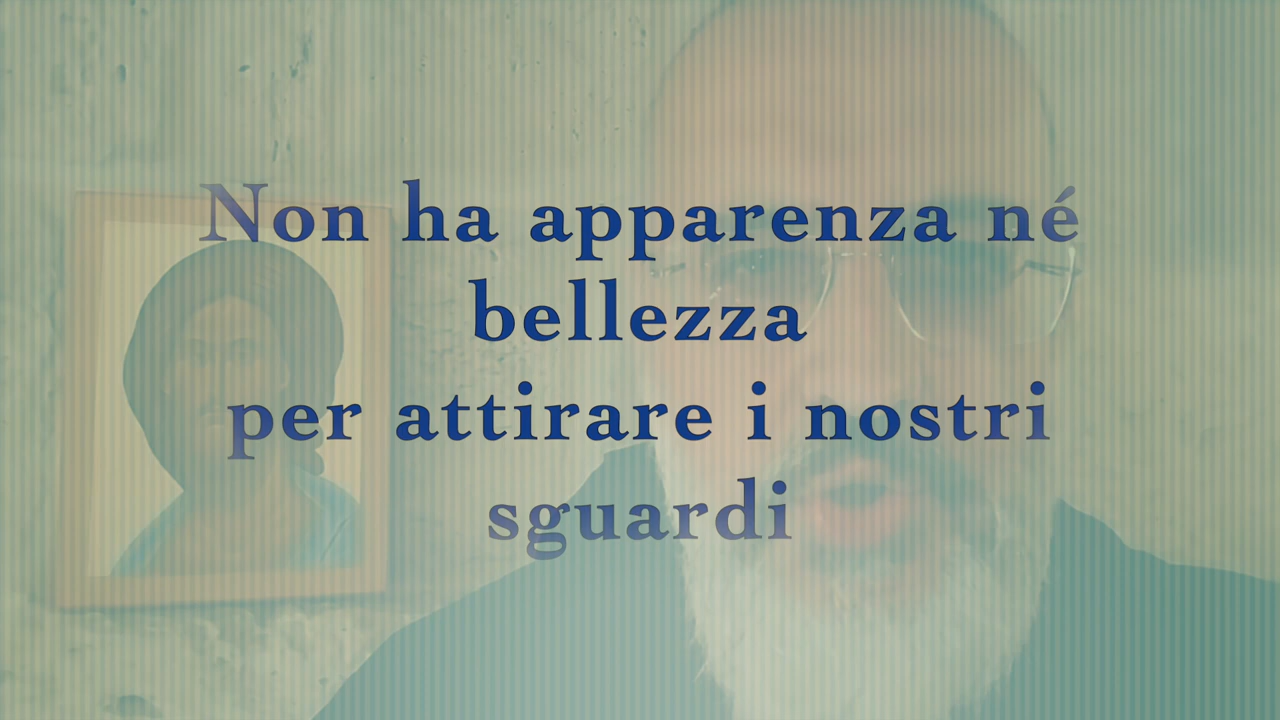 Non ha apparenza né
bellezza
per attirare i nostri
sguardi